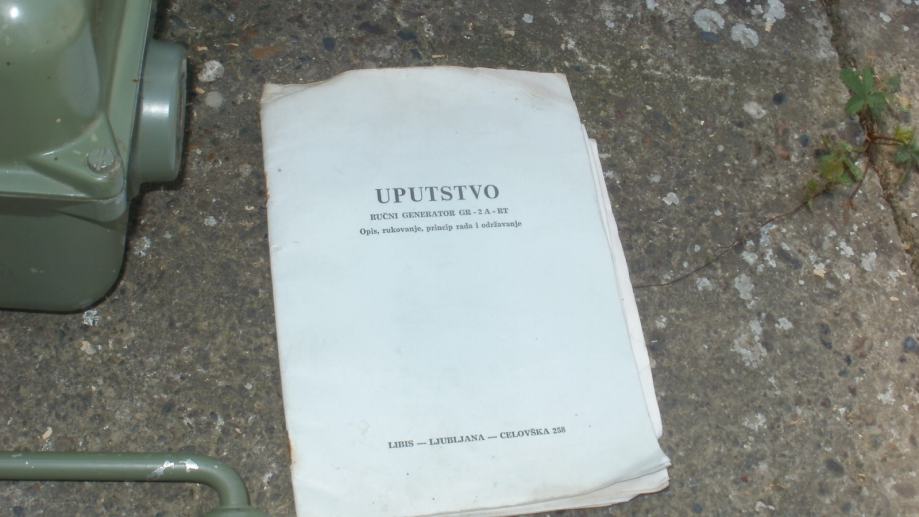 UPUTSTVO
RUČNI GENERATOR GR - 2 A - RT
Opis, rukovanje, princip rada i održavanje
LIBIS — LJUBLJANA — CELOVŠKA 258